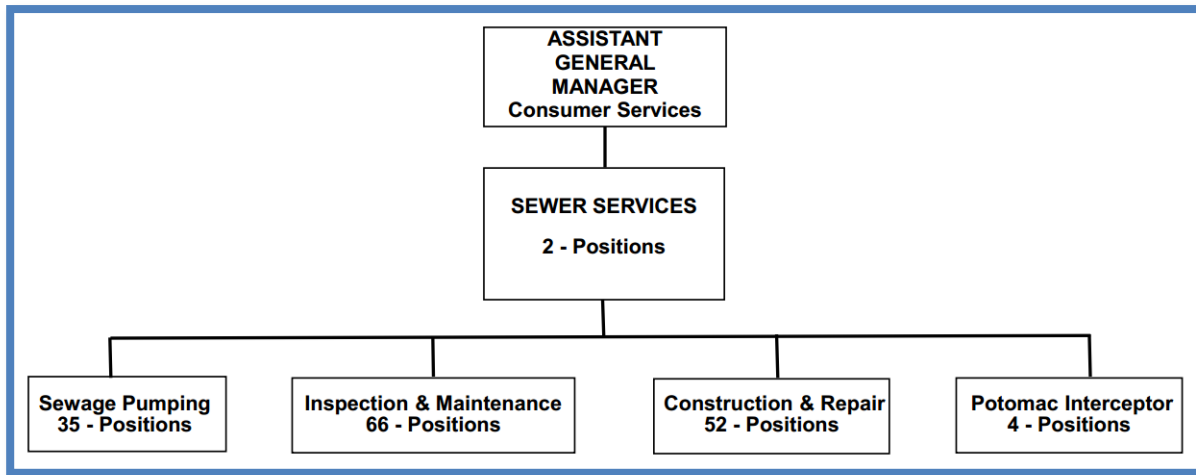 ASSISTANT
GENERAL
MANAGER
Consumer Services
SEWER SERVICES
2 - Positions
Sewage Pumping
35 - Positions
Inspection & Maintenance
66 - Positions
Construction & Repair
52 - Positions
Potomac Interceptor
4 - Positions